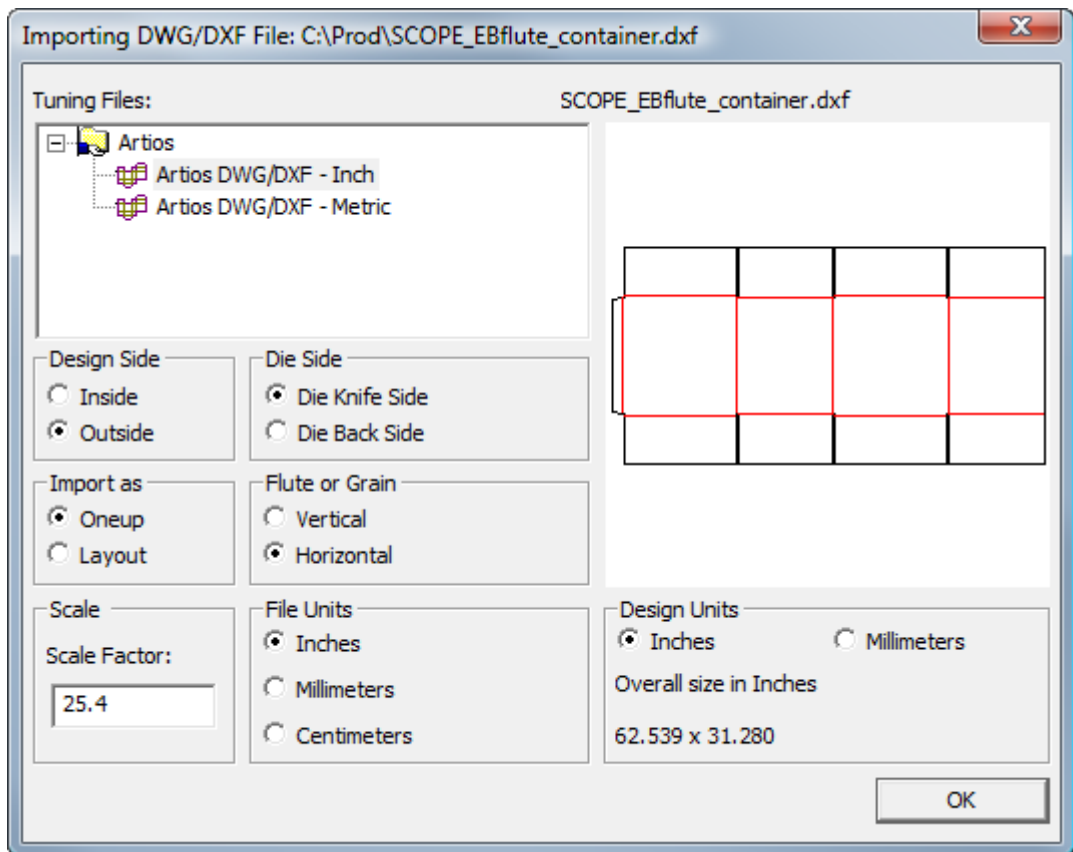 Importing DWG/DXF File: C:\Prod\SCOPE_EBflute_container.dxf
Tuning Files:
SCOPE_EBflute_container.dxf
Artios
Artios DWG/DXF - Inch
Artios DWG/DXF - Metric
Design Side
Inside
Outside
Die Side
Die Knife Side
Die Back Side
Import as
Oneup
Layout
Flute or Grain
Vertical
Horizontal
Scale
Scale Factor:
25.4
File Units
Inches
Millimeters
Centimeters
Design Units
Inches
Millimeters
Overall size in Inches
62.539 x 31.280
OK